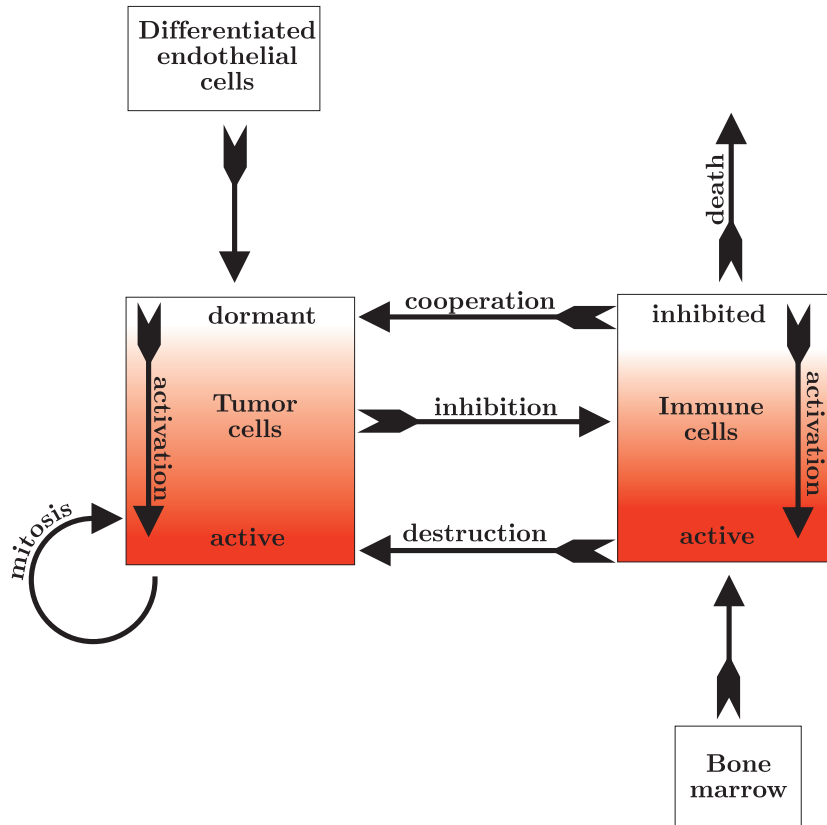 Differentiated
endothelial
cells
death
cooperation
dormant
inhibited
activation
Tumor
cells
inhibition
Immune
cells
activation
mitosis
active
destruction
active
Bone
marrow